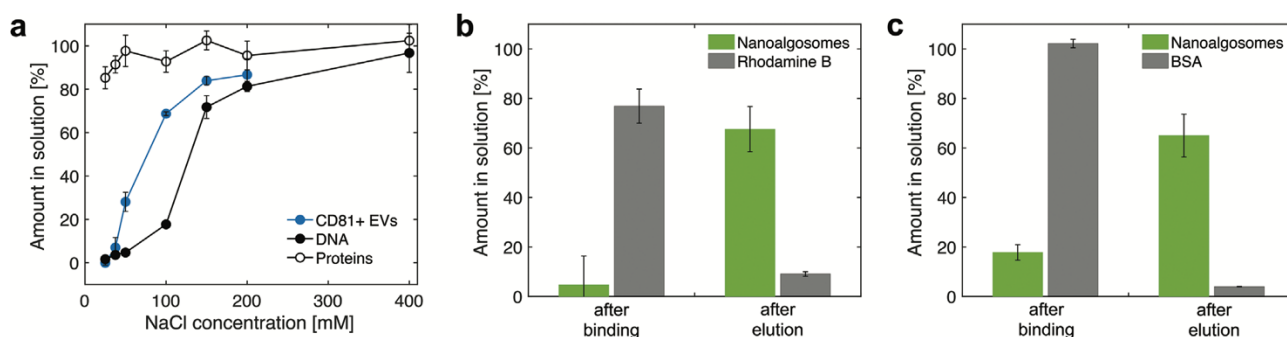 a
Amount in solution [%]
100
80
60
40
20
0
CD81+ EVs
DNA
Proteins
0
100
200
300
400
NaCl concentration [mM]
b
Amount in solution [%]
100
80
60
40
20
0
Nanoalgosomes
Rhodamine B
after
binding
after
elution
c
Amount in solution [%]
100
80
60
40
20
0
Nanoalgosomes
BSA
after
binding
after
elution